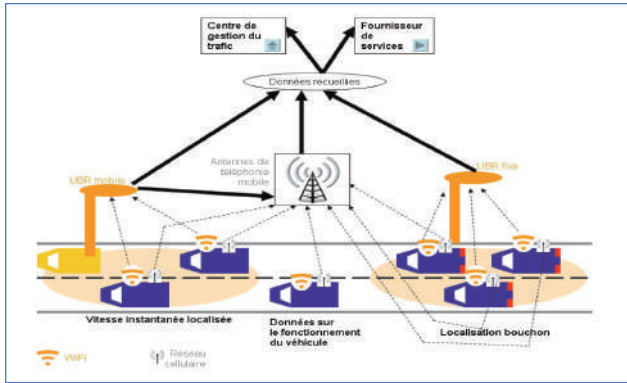 Centre de
gestion du
trafic
Fournisseur
de
services
Données recueillies
Antennes de
téléphonie
mobile
UBR mobile
UBR fixe
Vitesse instantanée localisée
Données sur
le fonctionnement
du véhicule
Localisation bouchon
WiFi
Réseau
cellulaire